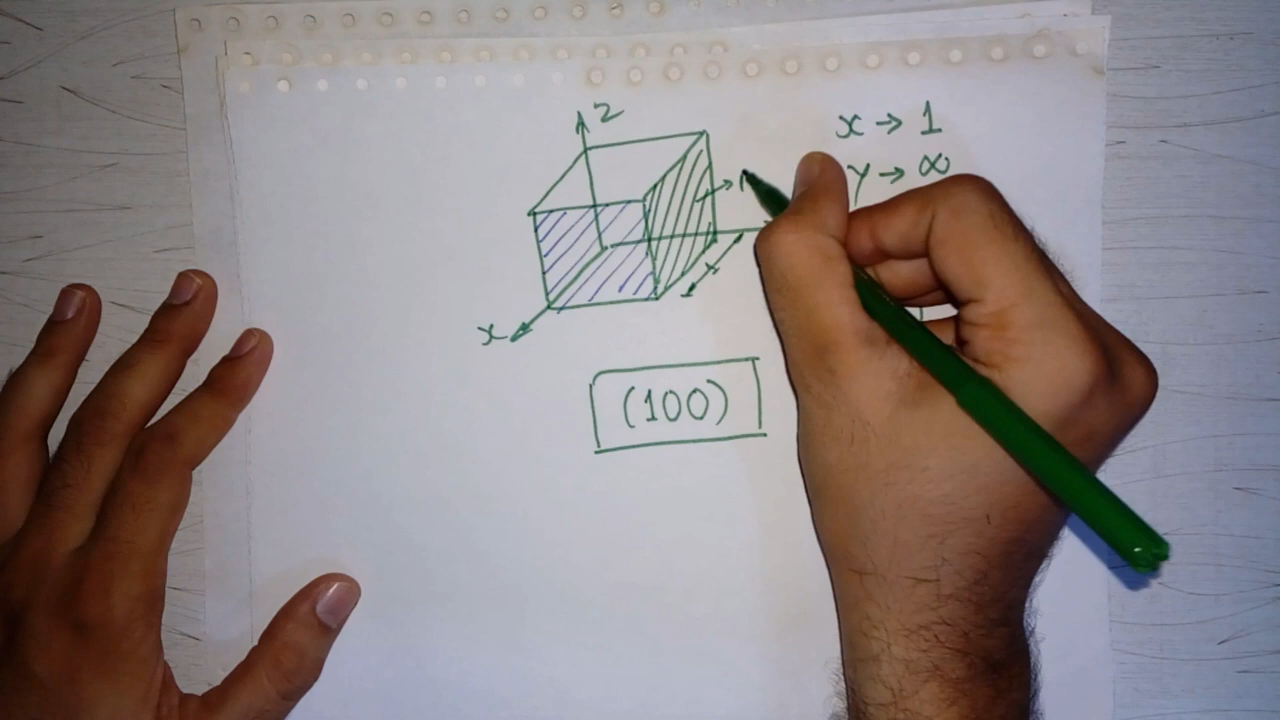 z
x → 1
y → ∞
x
(100)